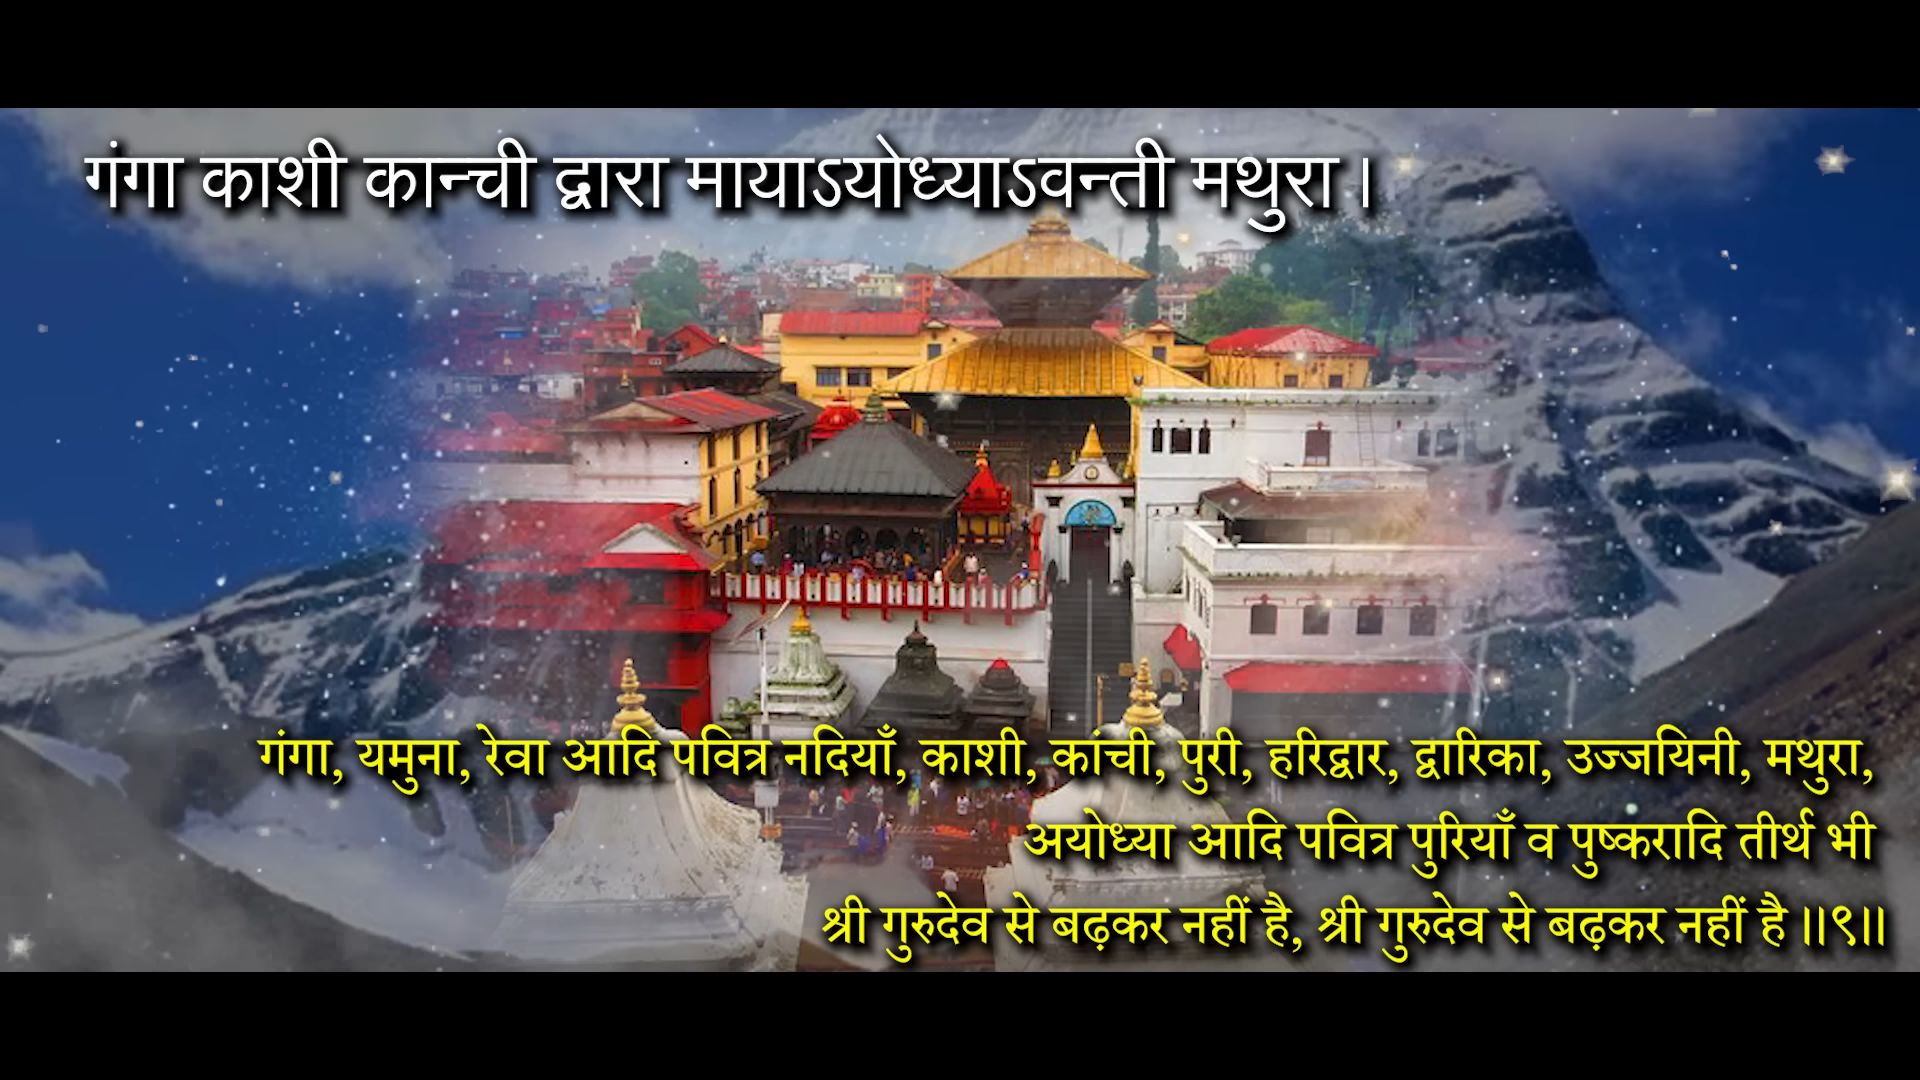 गंगा काशी कान्ची द्वारा मायाऽयोध्याऽवन्ती मथुरा ।
गंगा, यमुना, रेवा आदि पवित्र नदियाँ, काशी, कांची, पुरी, हरिद्वार, द्वारिका, उज्जयिनी, मथुरा,
अयोध्या आदि पवित्र पुरियाँ व पुष्करादि तीर्थ भी
श्री गुरुदेव से बढ़कर नहीं है, श्री गुरुदेव से बढ़कर नहीं है ॥९॥